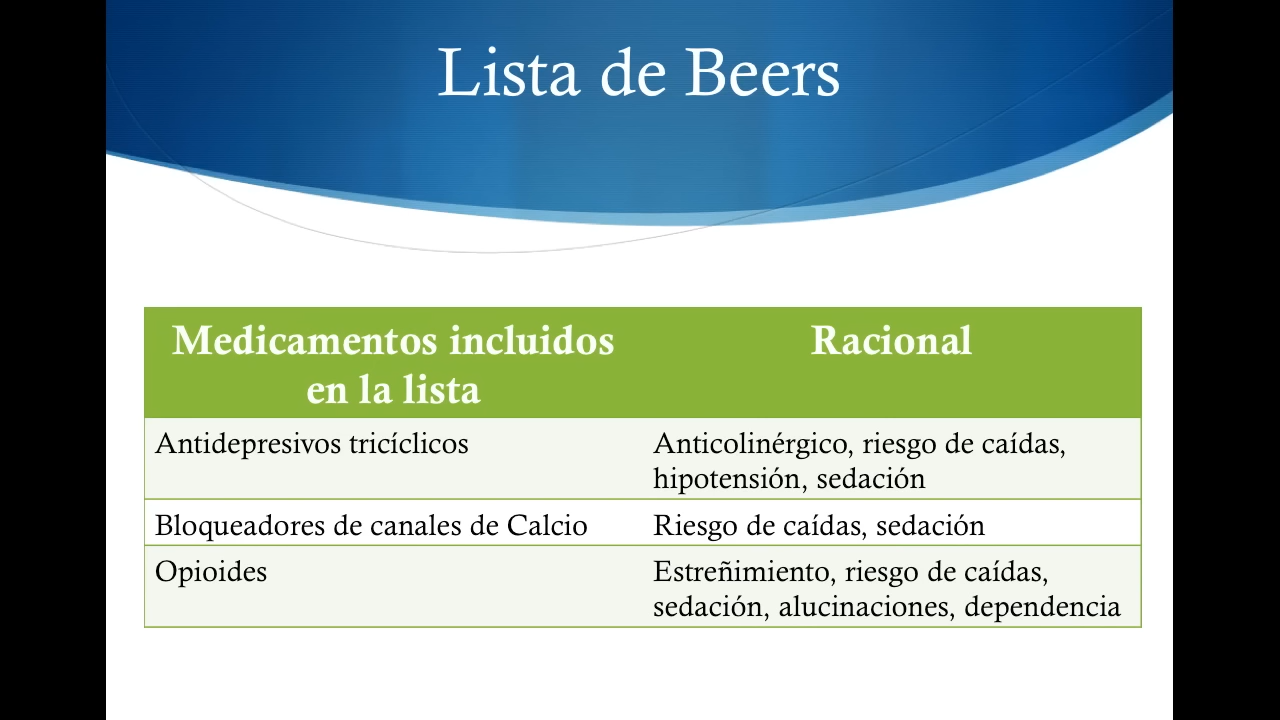 Lista de Beers
Medicamentos incluidos
en la lista
Racional
Antidepresivos tricíclicos
Anticolinérgico, riesgo de caídas,
hipotensión, sedación
Bloqueadores de canales de Calcio
Riesgo de caídas, sedación
Opioides
Estreñimiento, riesgo de caídas,
sedación, alucinaciones, dependencia